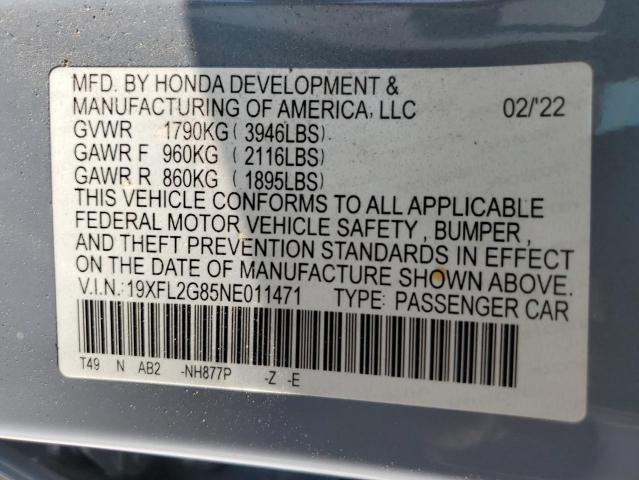 MFD. BY HONDA DEVELOPMENT &
MANUFACTURING OF AMERICA, LLC 02/'22
GVWR 1790KG ( 3946LBS)
GAWR F 960KG ( 2116LBS)
GAWR R 860KG ( 1895LBS)
THIS VEHICLE CONFORMS TO ALL APPLICABLE
FEDERAL MOTOR VEHICLE SAFETY , BUMPER ,
AND THEFT PREVENTION STANDARDS IN EFFECT
ON THE DATE OF MANUFACTURE SHOWN ABOVE.
V.I.N.: 19XFL2G85NE011471 TYPE: PASSENGER CAR
T49 N AB2 -NH877P -Z -E